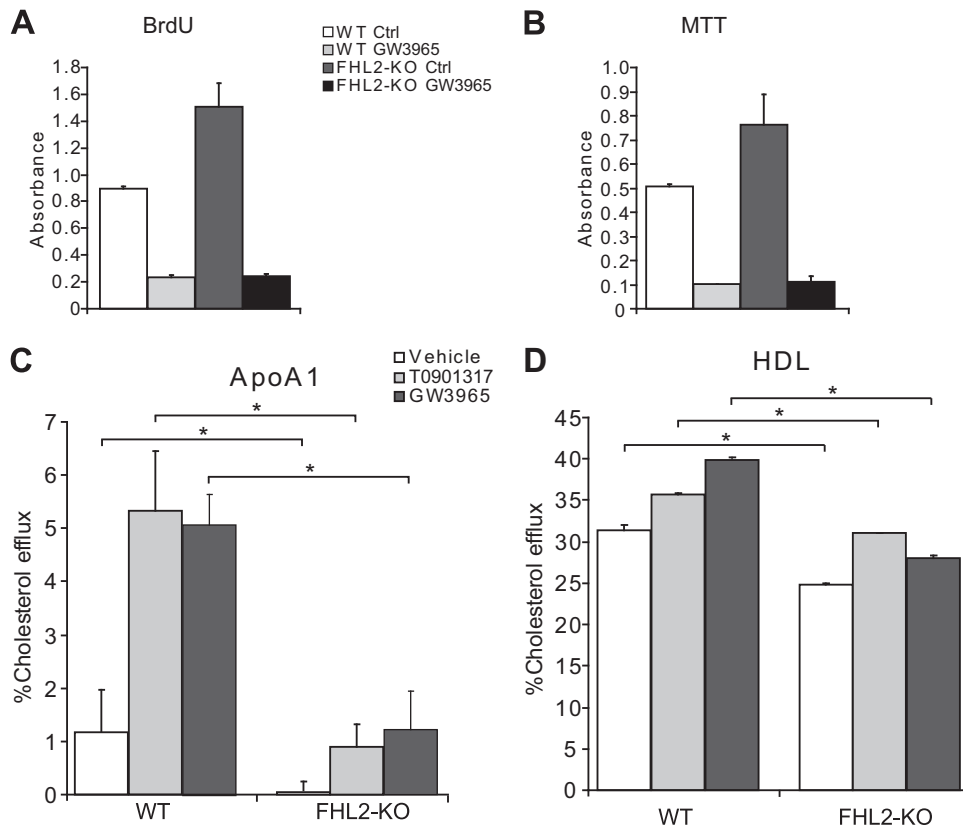 A
BrdU
WT Ctrl
WT GW3965
FHL2-KO Ctrl
FHL2-KO GW3965
Absorbance
1.8
1.6
1.4
1.2
1.0
0.8
0.6
0.4
0.2
0
B
MTT
Absorbance
1.0
0.9
0.8
0.7
0.6
0.5
0.4
0.3
0.2
0.1
0
C
ApoA1
Vehicle
T0901317
GW3965
%Cholesterol efflux
7
6
5
4
3
2
1
0
*
*
*
WT FHL2-KO
D
HDL
%Cholesterol efflux
45
40
35
30
25
20
15
10
5
0
*
*
*
WT FHL2-KO